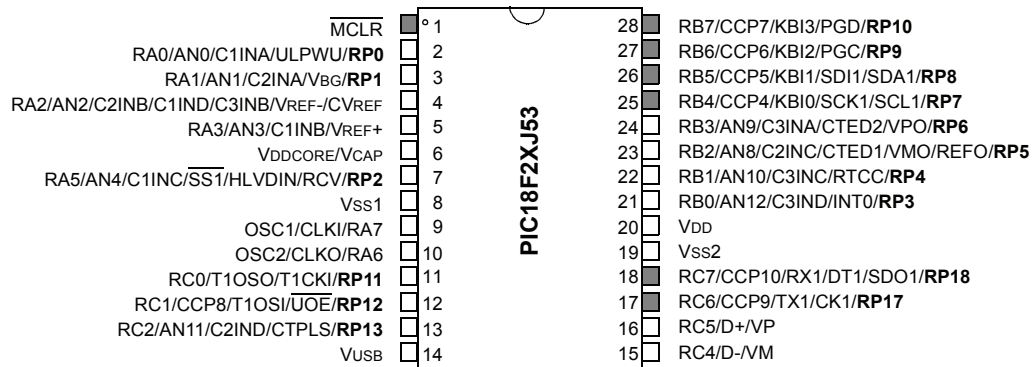 MCLR ° 1
RA0/AN0/C1INA/ULPWU/RP0 2
RA1/AN1/C2INA/VBG/RP1 3
RA2/AN2/C2INB/C1IND/C3INB/VREF-/CVREF 4
RA3/AN3/C1INB/VREF+ 5
VDDCORE/VCAP 6
RA5/AN4/C1INC/SS1/HLVDIN/RCV/RP2 7
VSS1 8
OSC1/CLKI/RA7 9
OSC2/CLKO/RA6 10
RC0/T1OSO/T1CKI/RP11 11
RC1/CCP8/T1OSI/UOE/RP12 12
RC2/AN11/C2IND/CTPLS/RP13 13
VUSB 14
PIC18F2XJ53
28 RB7/CCP7/KBI3/PGD/RP10
27 RB6/CCP6/KBI2/PGC/RP9
26 RB5/CCP5/KBI1/SDI1/SDA1/RP8
25 RB4/CCP4/KBI0/SCK1/SCL1/RP7
24 RB3/AN9/C3INA/CTED2/VPO/RP6
23 RB2/AN8/C2INC/CTED1/VMO/REFO/RP5
22 RB1/AN10/C3INC/RTCC/RP4
21 RB0/AN12/C3IND/INT0/RP3
20 VDD
19 VSS2
18 RC7/CCP10/RX1/DT1/SDO1/RP18
17 RC6/CCP9/TX1/CK1/RP17
16 RC5/D+/VP
15 RC4/D-/VM